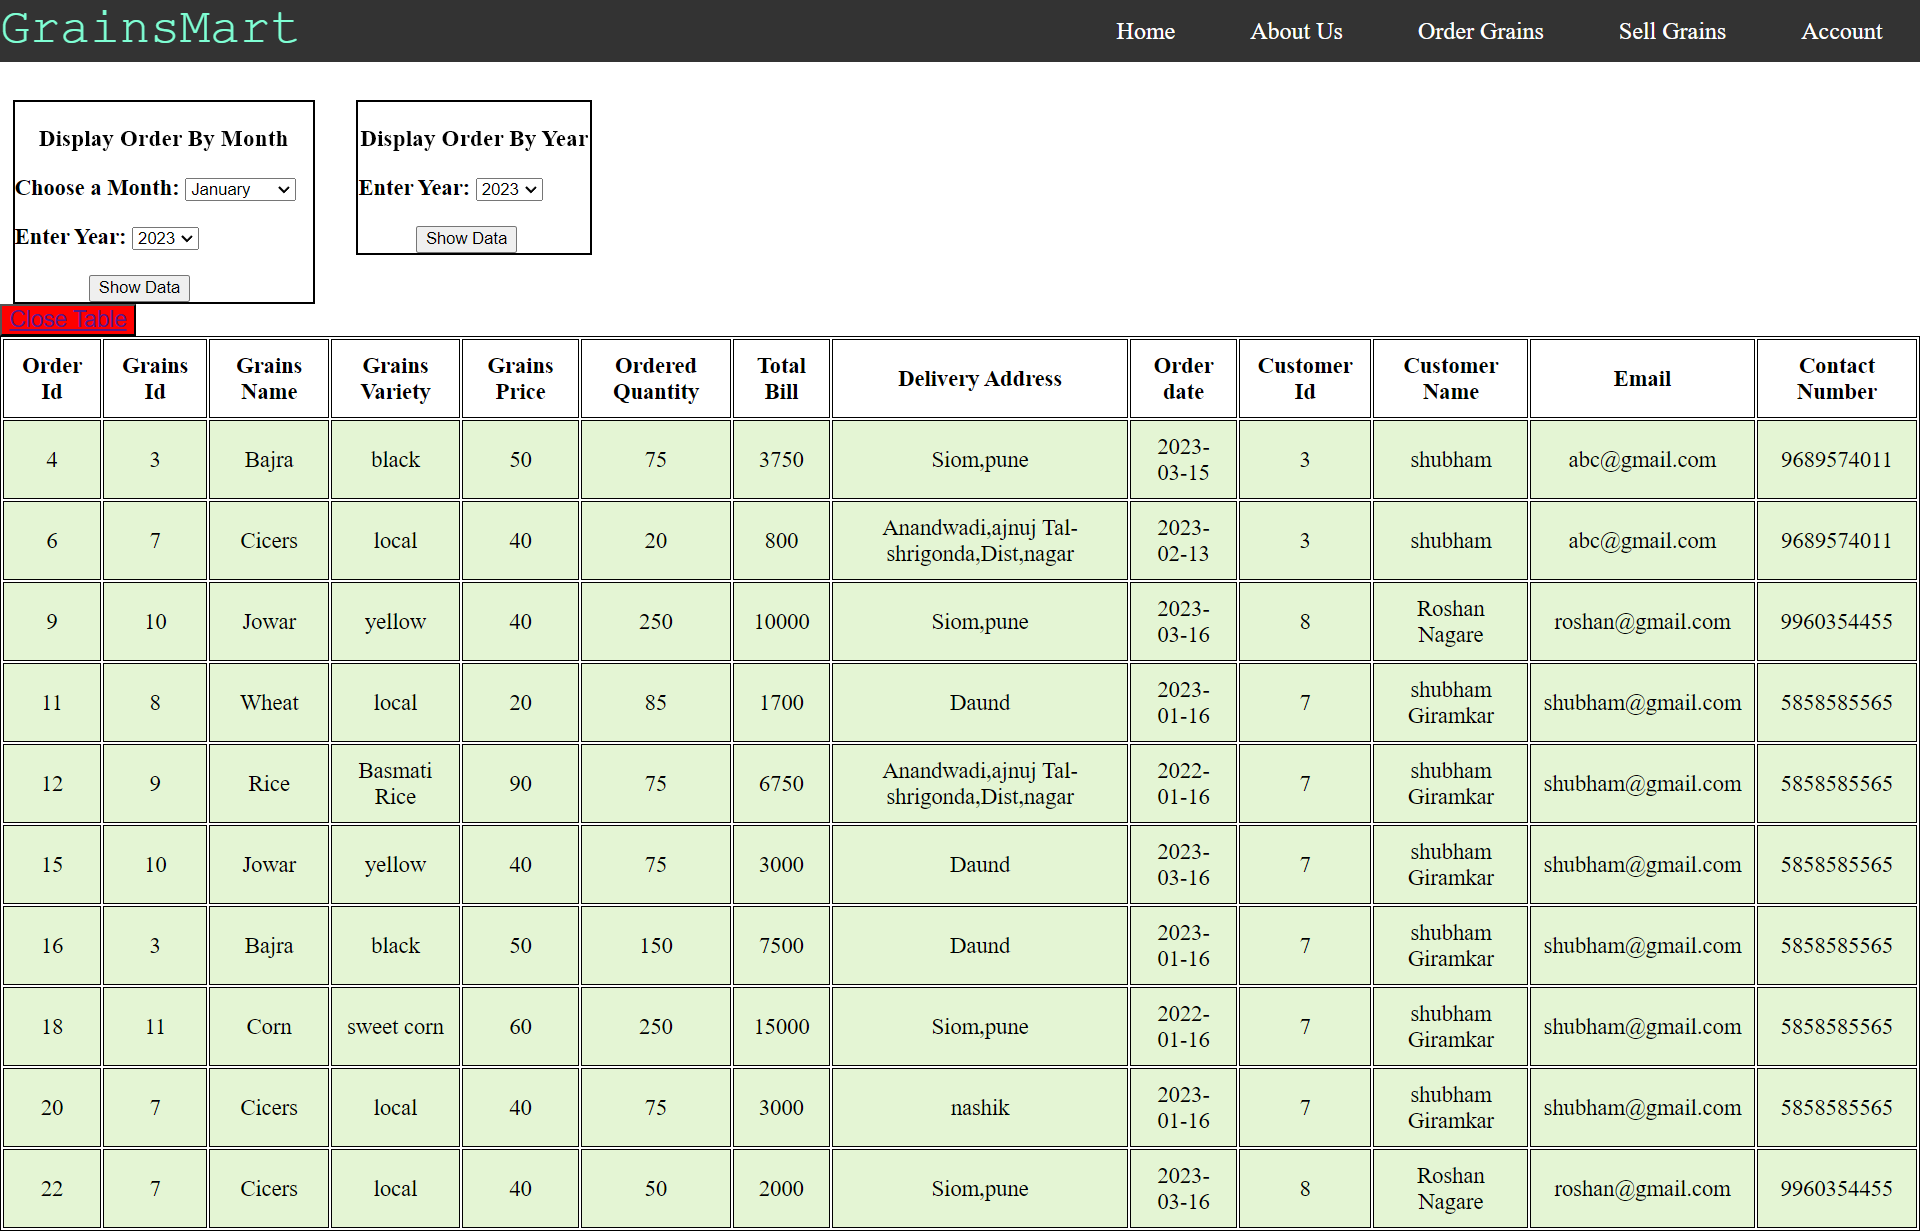 GrainsMart
Home About Us Order Grains Sell Grains Account
Display Order By Month
Choose a Month: January
Enter Year: 2023
Show Data
Display Order By Year
Enter Year: 2023
Show Data
Close Table
Order Id Grains Id Grains Name Grains Variety Grains Price Ordered Quantity Total Bill Delivery Address Order date Customer Id Customer Name Email Contact Number
4 3 Bajra black 50 75 3750 Siom,pune 2023-03-15 3 shubham abc@gmail.com 9689574011
6 7 Cicers local 40 20 800 Anandwadi,ajnuj Tal-shrigonda,Dist,nagar 2023-02-13 3 shubham abc@gmail.com 9689574011
9 10 Jowar yellow 40 250 10000 Siom,pune 2023-03-16 8 Roshan Nagare roshan@gmail.com 9960354455
11 8 Wheat local 20 85 1700 Daund 2023-01-16 7 shubham Giramkar shubham@gmail.com 5858585565
12 9 Rice Basmati Rice 90 75 6750 Anandwadi,ajnuj Tal-shrigonda,Dist,nagar 2022-01-16 7 shubham Giramkar shubham@gmail.com 5858585565
15 10 Jowar yellow 40 75 3000 Daund 2023-03-16 7 shubham Giramkar shubham@gmail.com 5858585565
16 3 Bajra black 50 150 7500 Daund 2023-01-16 7 shubham Giramkar shubham@gmail.com 5858585565
18 11 Corn sweet corn 60 250 15000 Siom,pune 2022-01-16 7 shubham Giramkar shubham@gmail.com 5858585565
20 7 Cicers local 40 75 3000 nashik 2023-01-16 7 shubham Giramkar shubham@gmail.com 5858585565
22 7 Cicers local 40 50 2000 Siom,pune 2023-03-16 8 Roshan Nagare roshan@gmail.com 9960354455